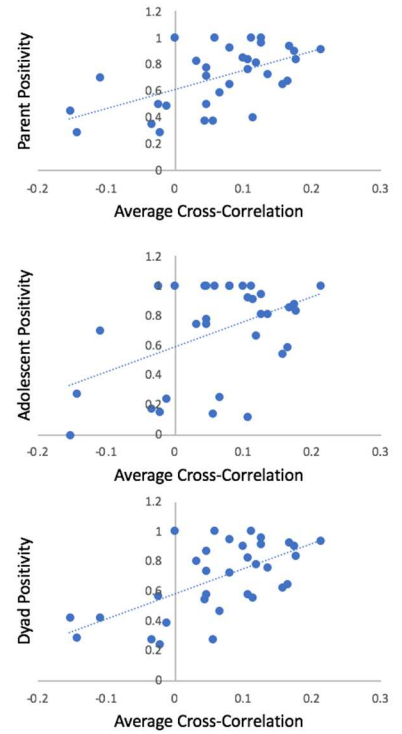 1.2
1
0.8
0.6
0.4
0.2
0
-0.2 -0.1 0 0.1 0.2 0.3
Parent Positivity
Average Cross-Correlation
1.2
1
0.8
0.6
0.4
0.2
0
-0.2 -0.1 0 0.1 0.2 0.3
Adolescent Positivity
Average Cross-Correlation
1.2
1
0.8
0.6
0.4
0.2
0
-0.2 -0.1 0 0.1 0.2 0.3
Dyad Positivity
Average Cross-Correlation